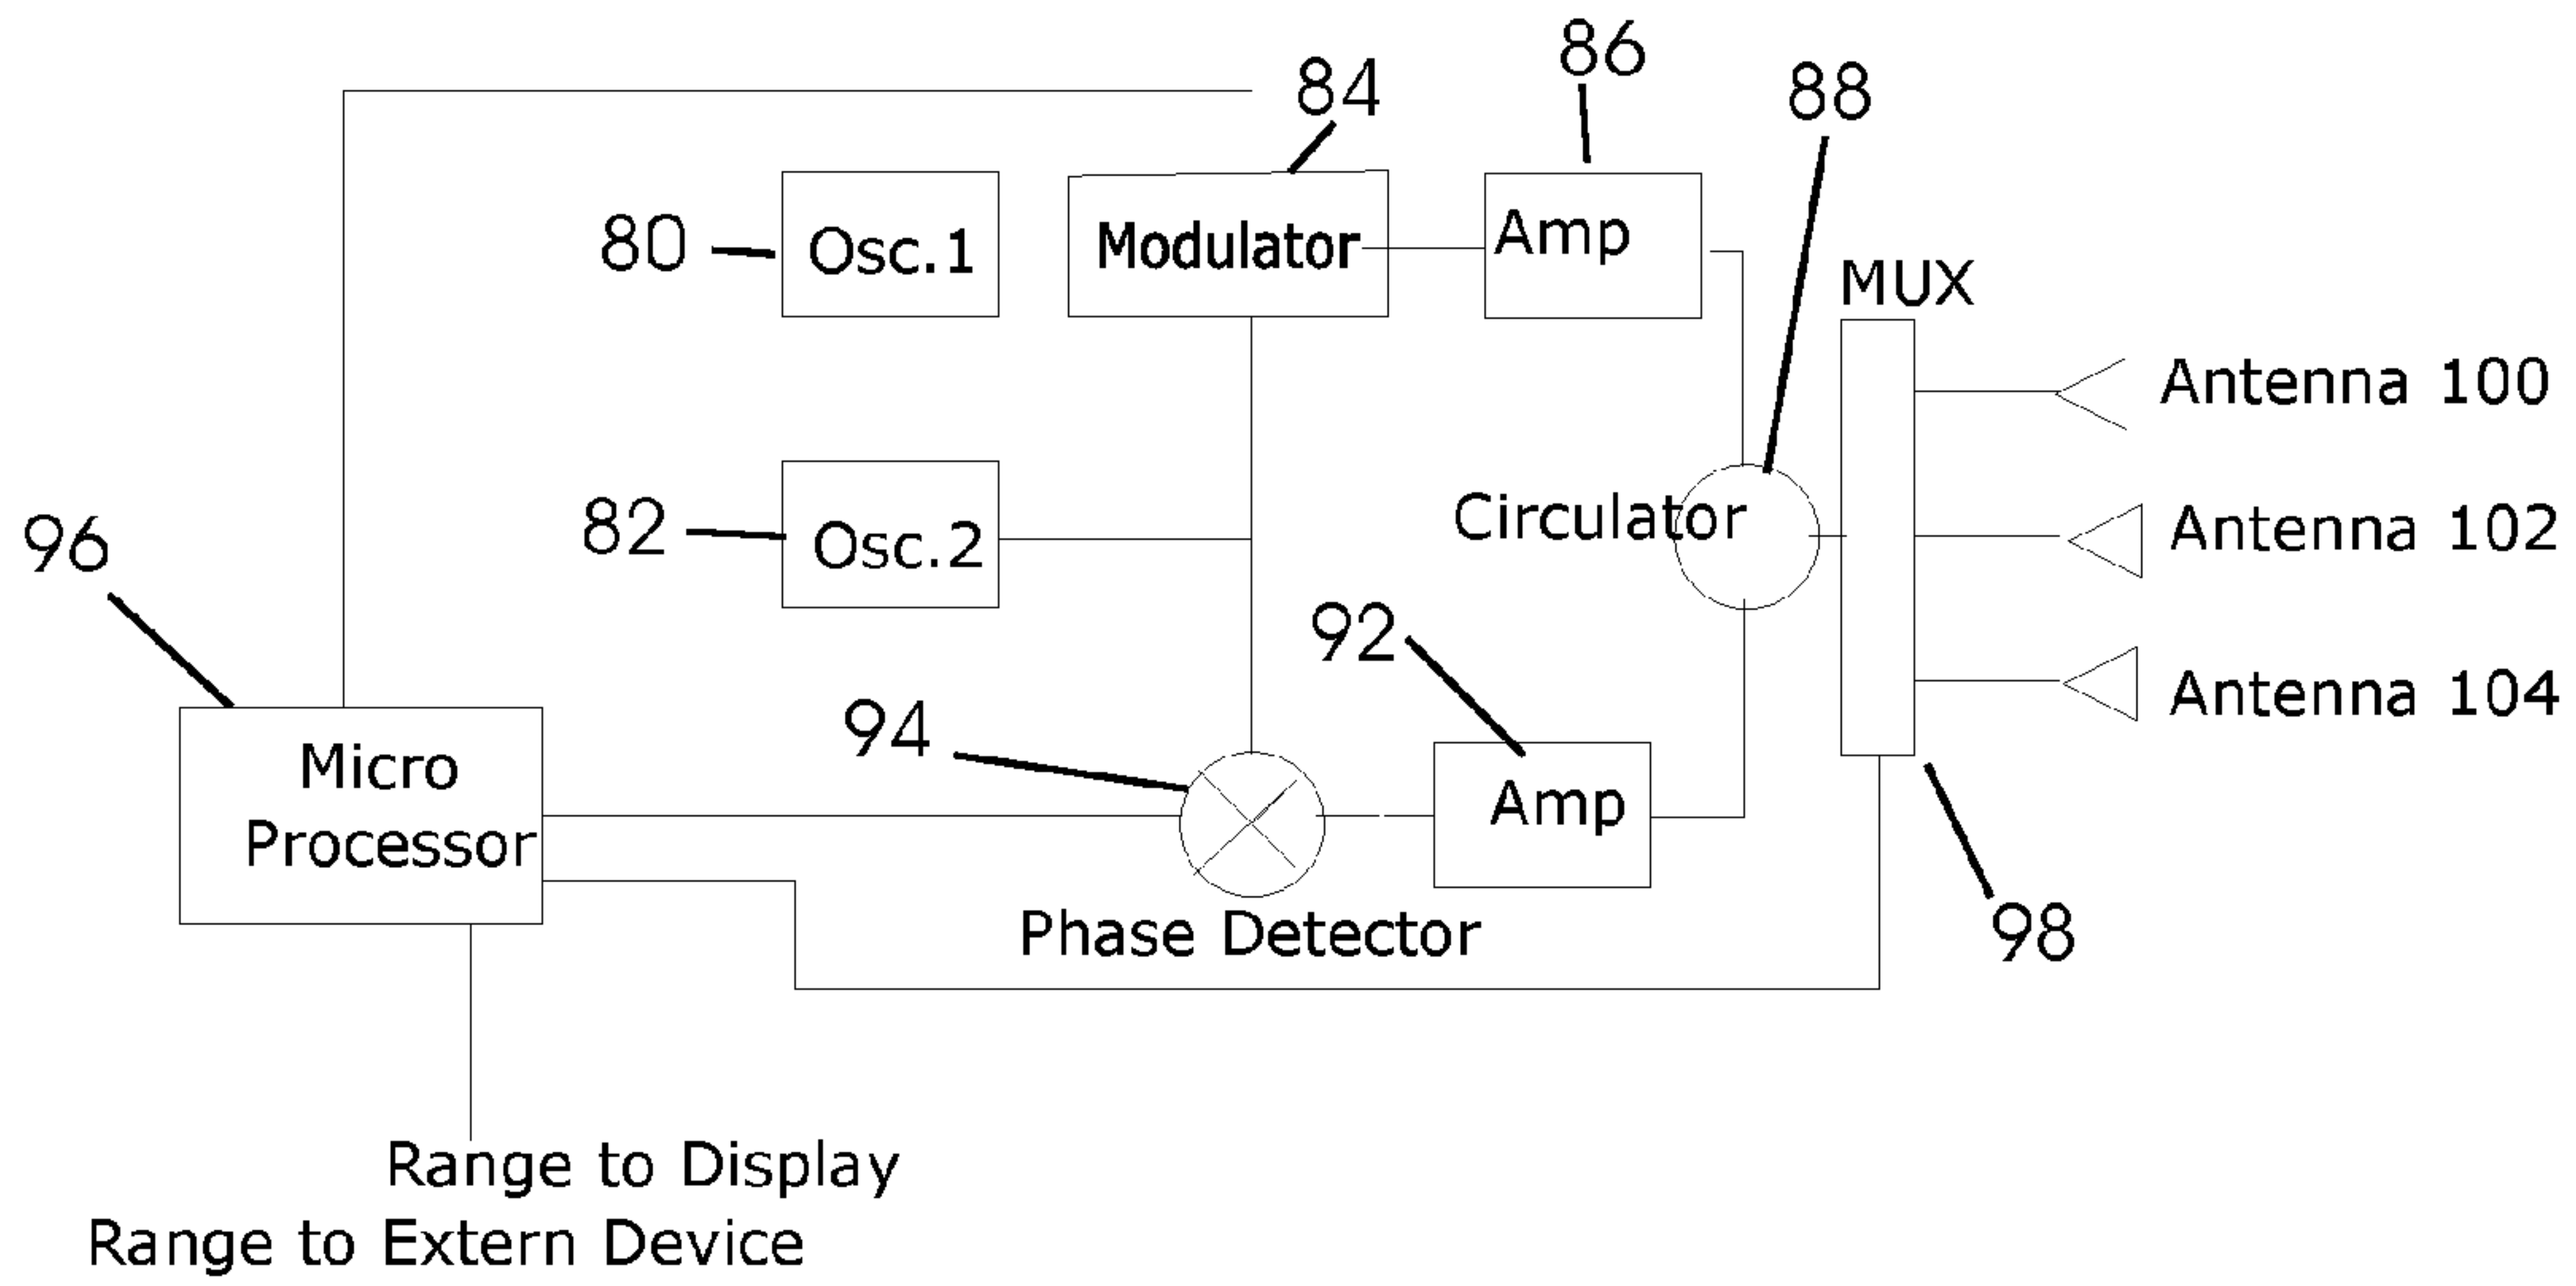 86
84
88
80
Osc.1
Modulator
Amp
MUX
Antenna 100
82
Osc.2
Circulator
Antenna 102
96
92
94
Antenna 104
Micro
Processor
Amp
Phase Detector
98
Range to Display
Range to Extern Device